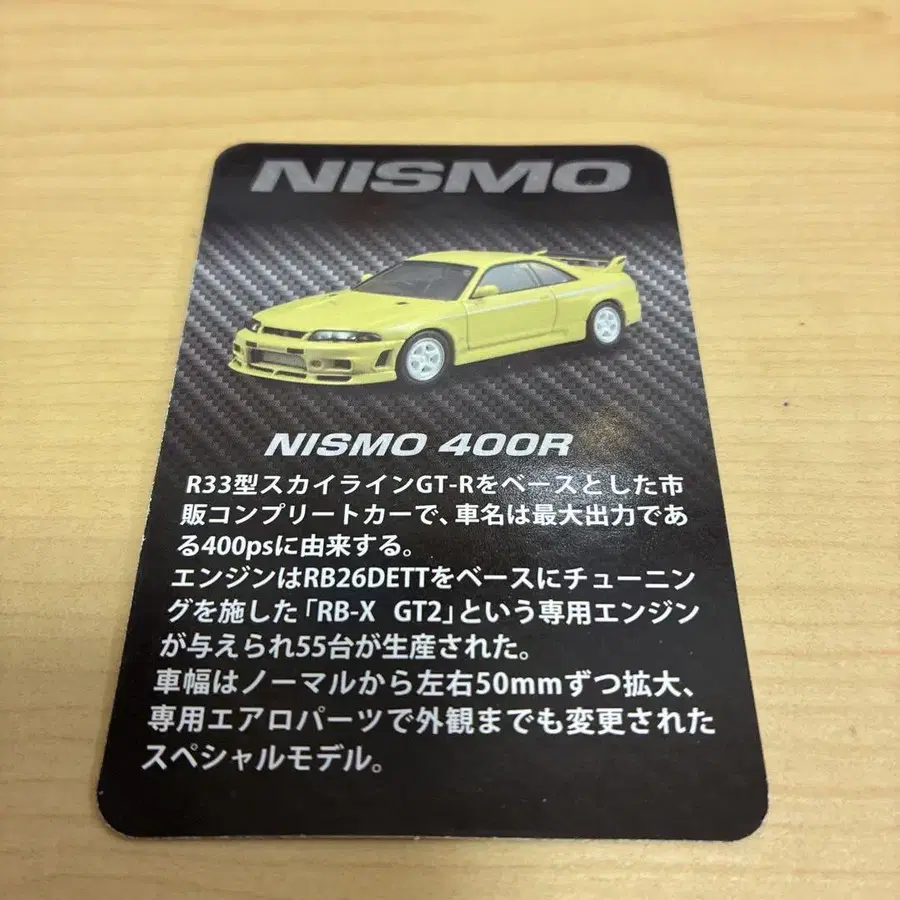 NISMO
NISMO 400R
R33型スカイラインGT-Rをベースとした市
販コンプリートカーで、車名は最大出力であ
る400psに由来する。
エンジンはRB26DETTをベースにチューニン
グを施した「RB-X GT2」という専用エンジン
が与えられ55台が生産された。
車幅はノーマルから左右50mmずつ拡大、
専用エアロパーツで外観までも変更された
スペシャルモデル。